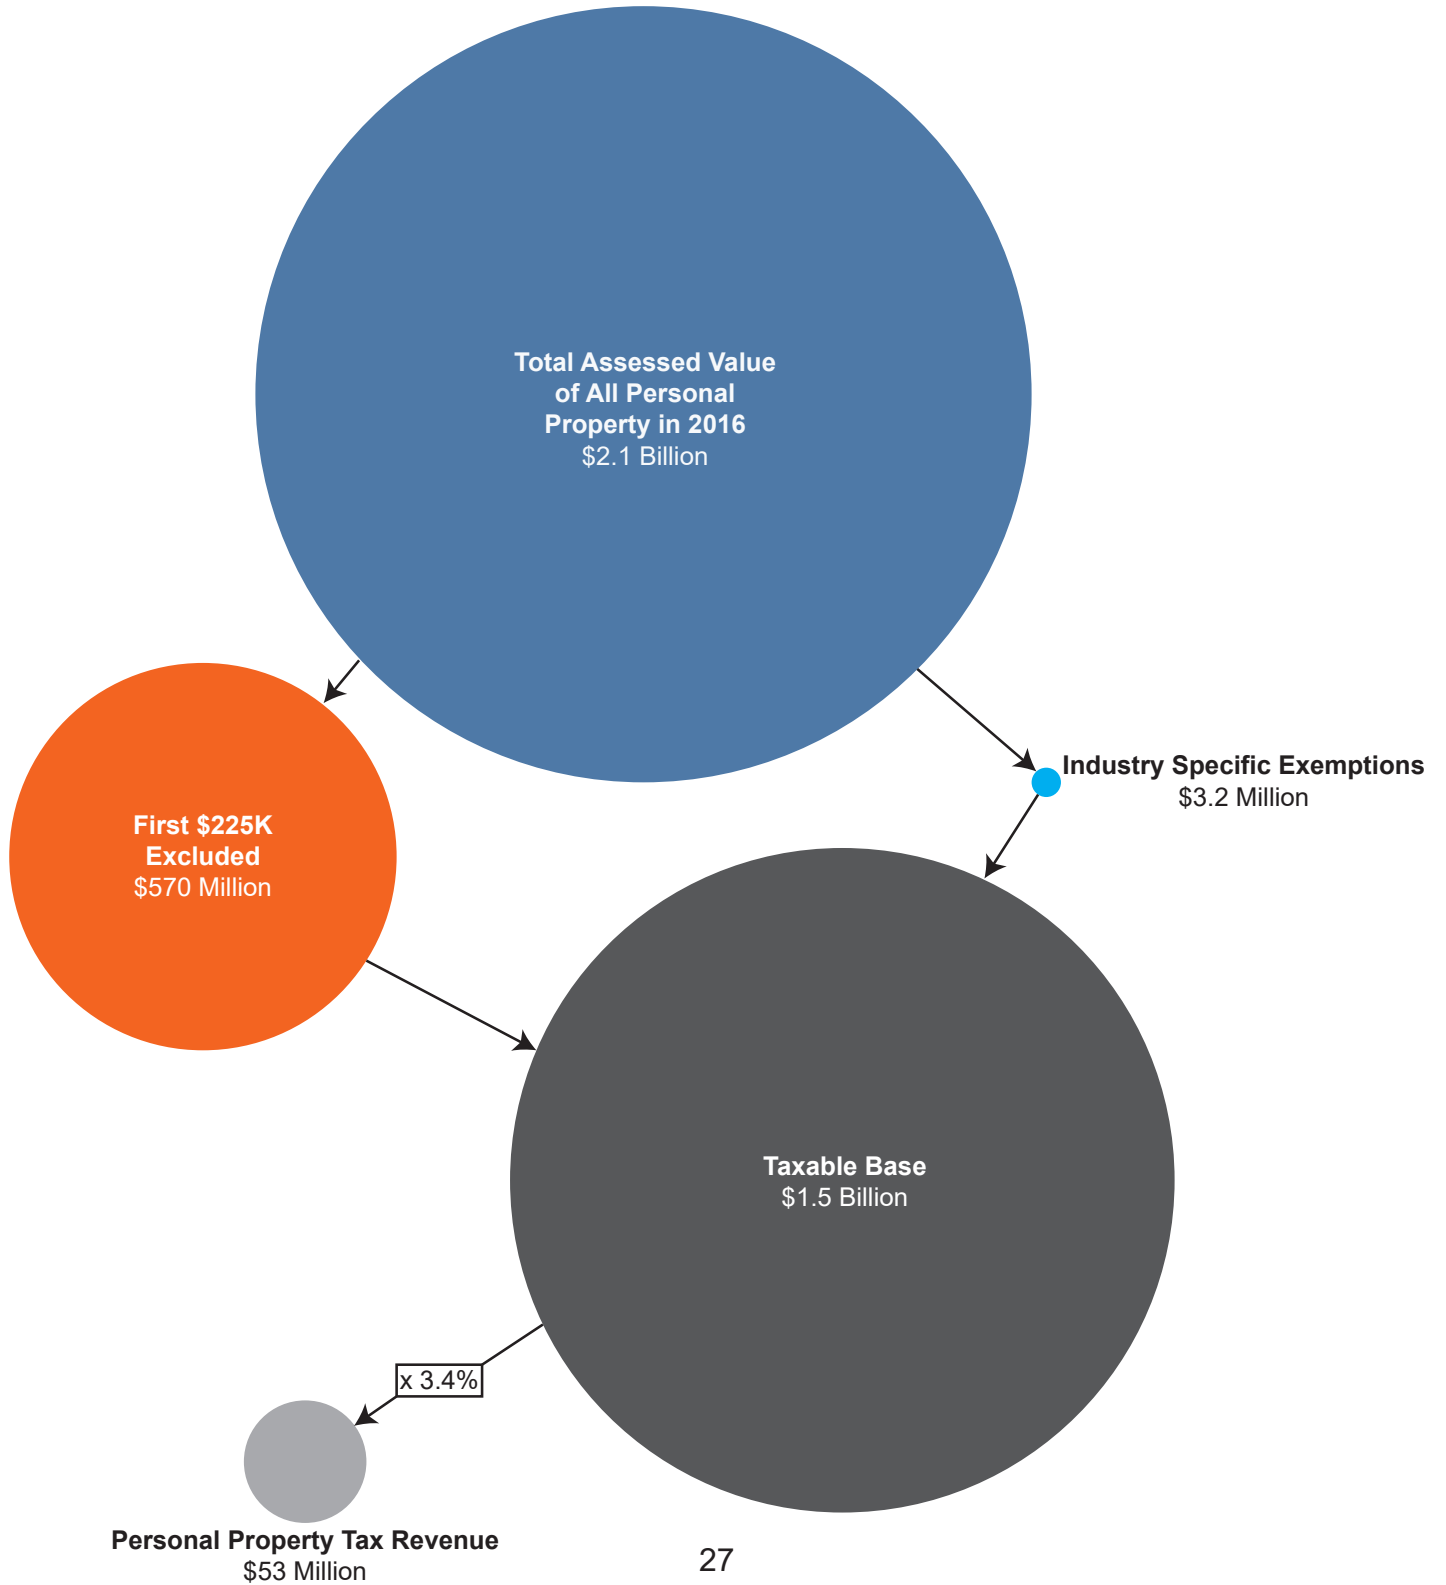 Total Assessed Value
of All Personal
Property in 2016
$2.1 Billion
Industry Specific Exemptions
$3.2 Million
First $225K
Excluded
$570 Million
Taxable Base
$1.5 Billion
x 3.4%
Personal Property Tax Revenue
$53 Million
27